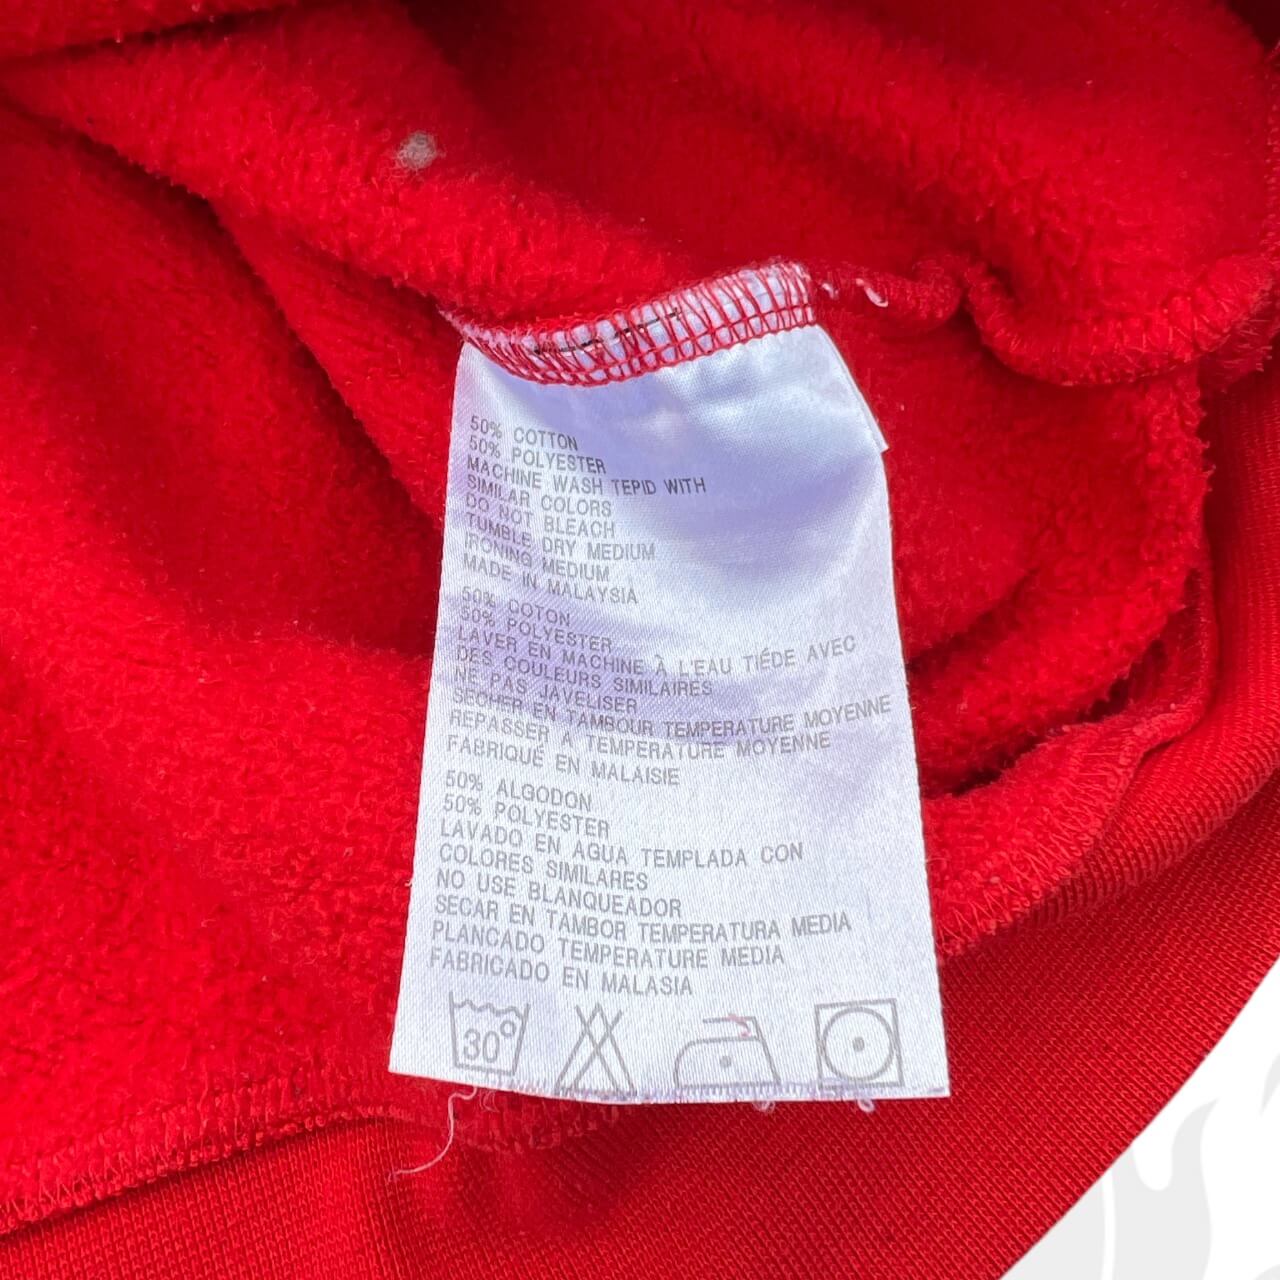 50% COTTON
50% POLYESTER
MACHINE WASH TEPID WITH
SIMILAR COLORS
DO NOT BLEACH
TUMBLE DRY MEDIUM
IRONING MEDIUM
MADE IN MALAYSIA
50% COTON
50% POLYESTER
LAVER EN MACHINE À L'EAU TIÉDE AVEC
DES COULEURS SIMILAIRES
NE PAS JAVELISER
SECHER EN TAMBOUR TEMPERATURE MOYENNE
REPASSER A TEMPERATURE MOYENNE
FABRIQUÉ EN MALAISIE
50% ALGODON
50% POLYESTER
LAVADO EN AGUA TEMPLADA CON
COLORES SIMILARES
NO USE BLANQUEADOR
SECAR EN TAMBOR TEMPERATURA MEDIA
PLANCADO TEMPERATURE MEDIA
FABRICADO EN MALASIA
30°